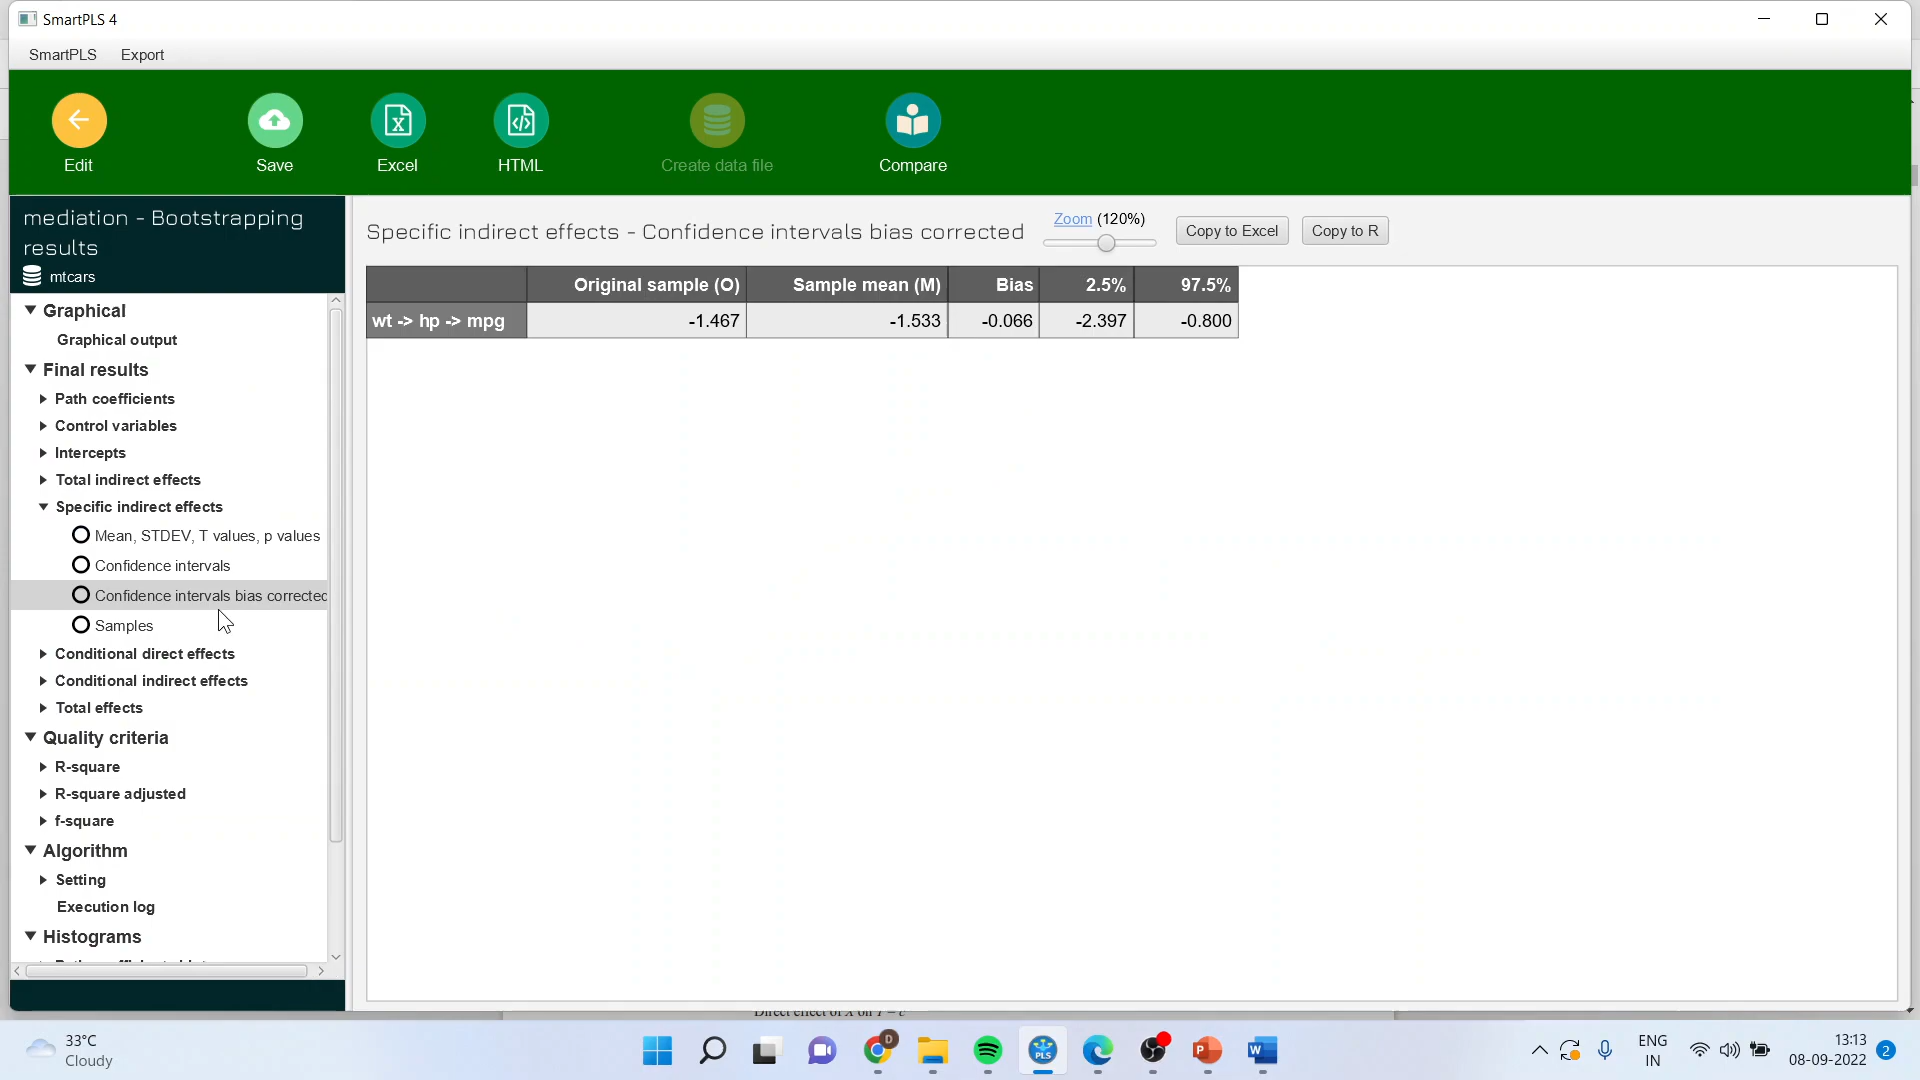 SmartPLS 4
SmartPLS Export
Edit Save Excel HTML Create data file Compare
mediation - Bootstrapping
results
mtcars
Specific indirect effects - Confidence intervals bias corrected
Zoom (120%)
Copy to Excel Copy to R
Original sample (O) Sample mean (M) Bias 2.5% 97.5%
wt -> hp -> mpg -1.467 -1.533 -0.066 -2.397 -0.800
Graphical
Graphical output
Final results
Path coefficients
Control variables
Intercepts
Total indirect effects
Specific indirect effects
Mean, STDEV, T values, p values
Confidence intervals
Confidence intervals bias corrected
Samples
Conditional direct effects
Conditional indirect effects
Total effects
Quality criteria
R-square
R-square adjusted
f-square
Algorithm
Setting
Execution log
Histograms
33°C
Cloudy
D
PLS
ENG
IN
13:13
08-09-2022
2